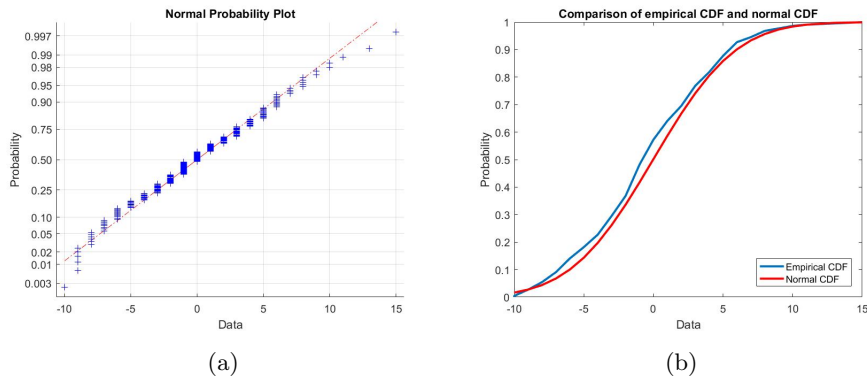 Normal Probability Plot
0.997
0.99
0.98
0.95
0.90
0.75
0.50
0.25
0.10
0.05
0.02
0.01
0.003
Probability
-10 -5 0 5 10 15
Data
(a)
Comparison of empirical CDF and normal CDF
1
0.9
0.8
0.7
0.6
0.5
0.4
0.3
0.2
0.1
0
Probability
Empirical CDF
Normal CDF
-10 -5 0 5 10 15
Data
(b)